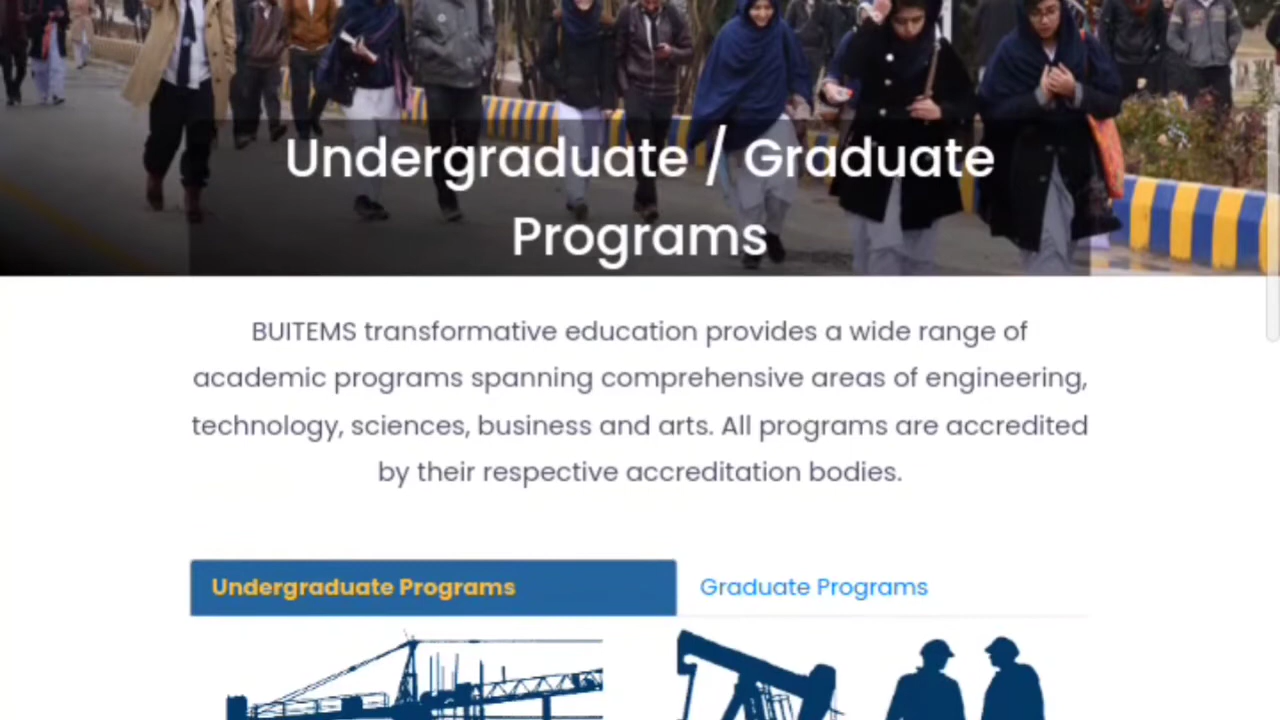 Undergraduate / Graduate
Programs
BUITEMS transformative education provides a wide range of
academic programs spanning comprehensive areas of engineering,
technology, sciences, business and arts. All programs are accredited
by their respective accreditation bodies.
Undergraduate Programs
Graduate Programs